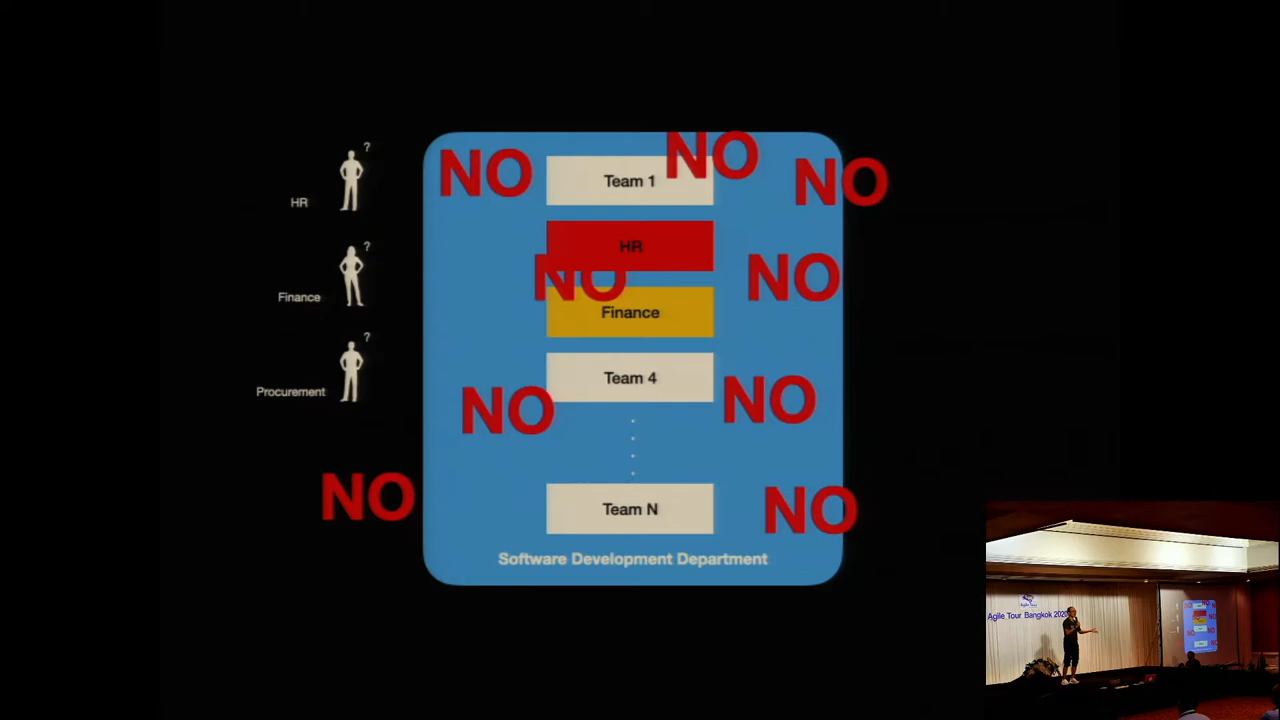 NO
Team 1
NO
NO
?
HR
HR
?
NO
NO
Finance
Finance
?
Team 4
Procurement
NO
NO
NO
Team N
NO
Software Development Department
Agile Tour Bangkok 2020